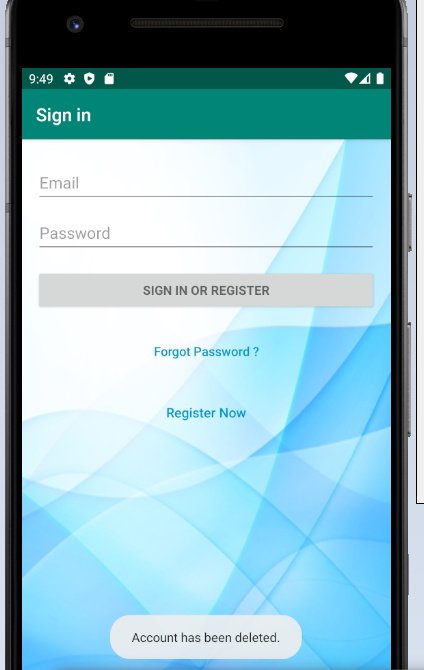 9:49
Sign in
Email
Password
SIGN IN OR REGISTER
Forgot Password ?
Register Now
Account has been deleted.